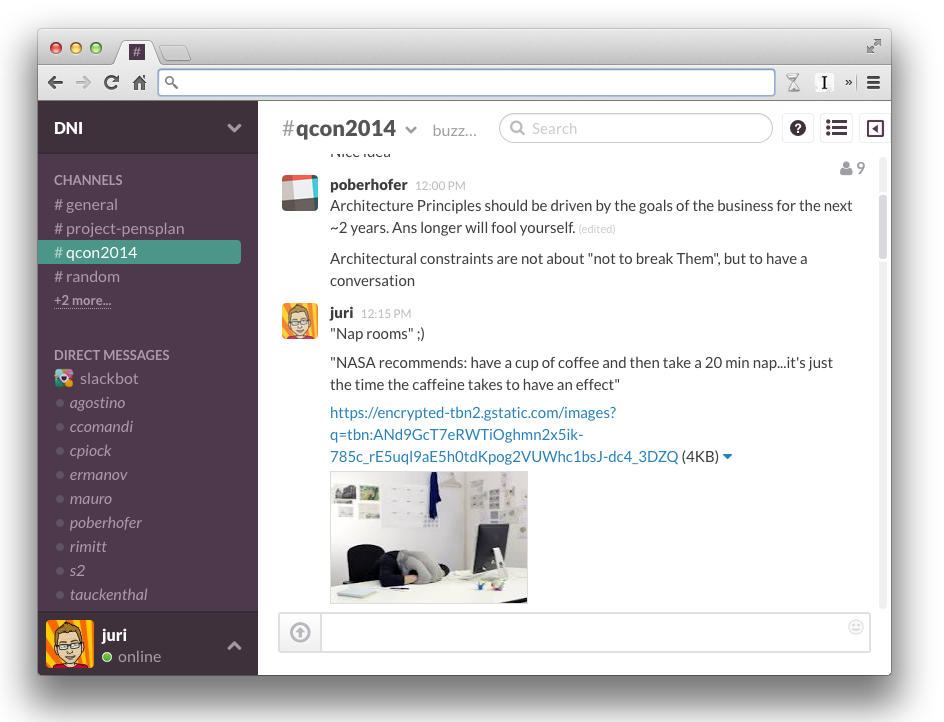 #
DNI
#qcon2014
buzz...
Search
9
CHANNELS
# general
# project-pensplan
# qcon2014
# random
+2 more...
DIRECT MESSAGES
slackbot
agostino
ccomandi
cpiock
ermanov
mauro
poberhofer
rimitt
s2
tauckenthal
juri
online
Nice idea
poberhofer 12:00 PM
Architecture Principles should be driven by the goals of the business for the next
~2 years. Ans longer will fool yourself. (edited)
Architectural constraints are not about "not to break Them", but to have a
conversation
juri 12:15 PM
"Nap rooms" ;)
"NASA recommends: have a cup of coffee and then take a 20 min nap...it's just
the time the caffeine takes to have an effect"
https://encrypted-tbn2.gstatic.com/images?
q=tbn:ANd9GcT7eRWTiOghmn2x5ik-
785c_rE5uqI9aE5h0tdKpog2VUWhc1bsJ-dc4_3DZQ (4KB)